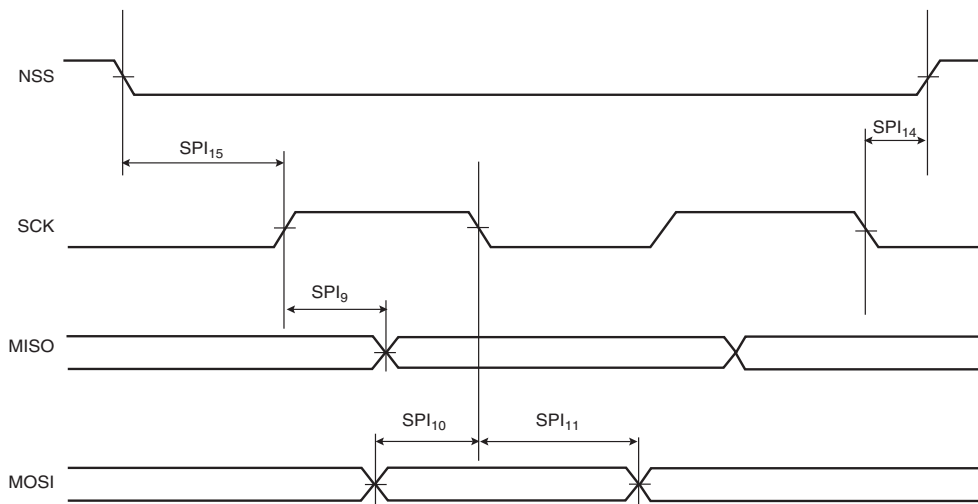 NSS
SPI₁₅
SPI₁₄
SCK
SPI₉
MISO
SPI₁₀
SPI₁₁
MOSI